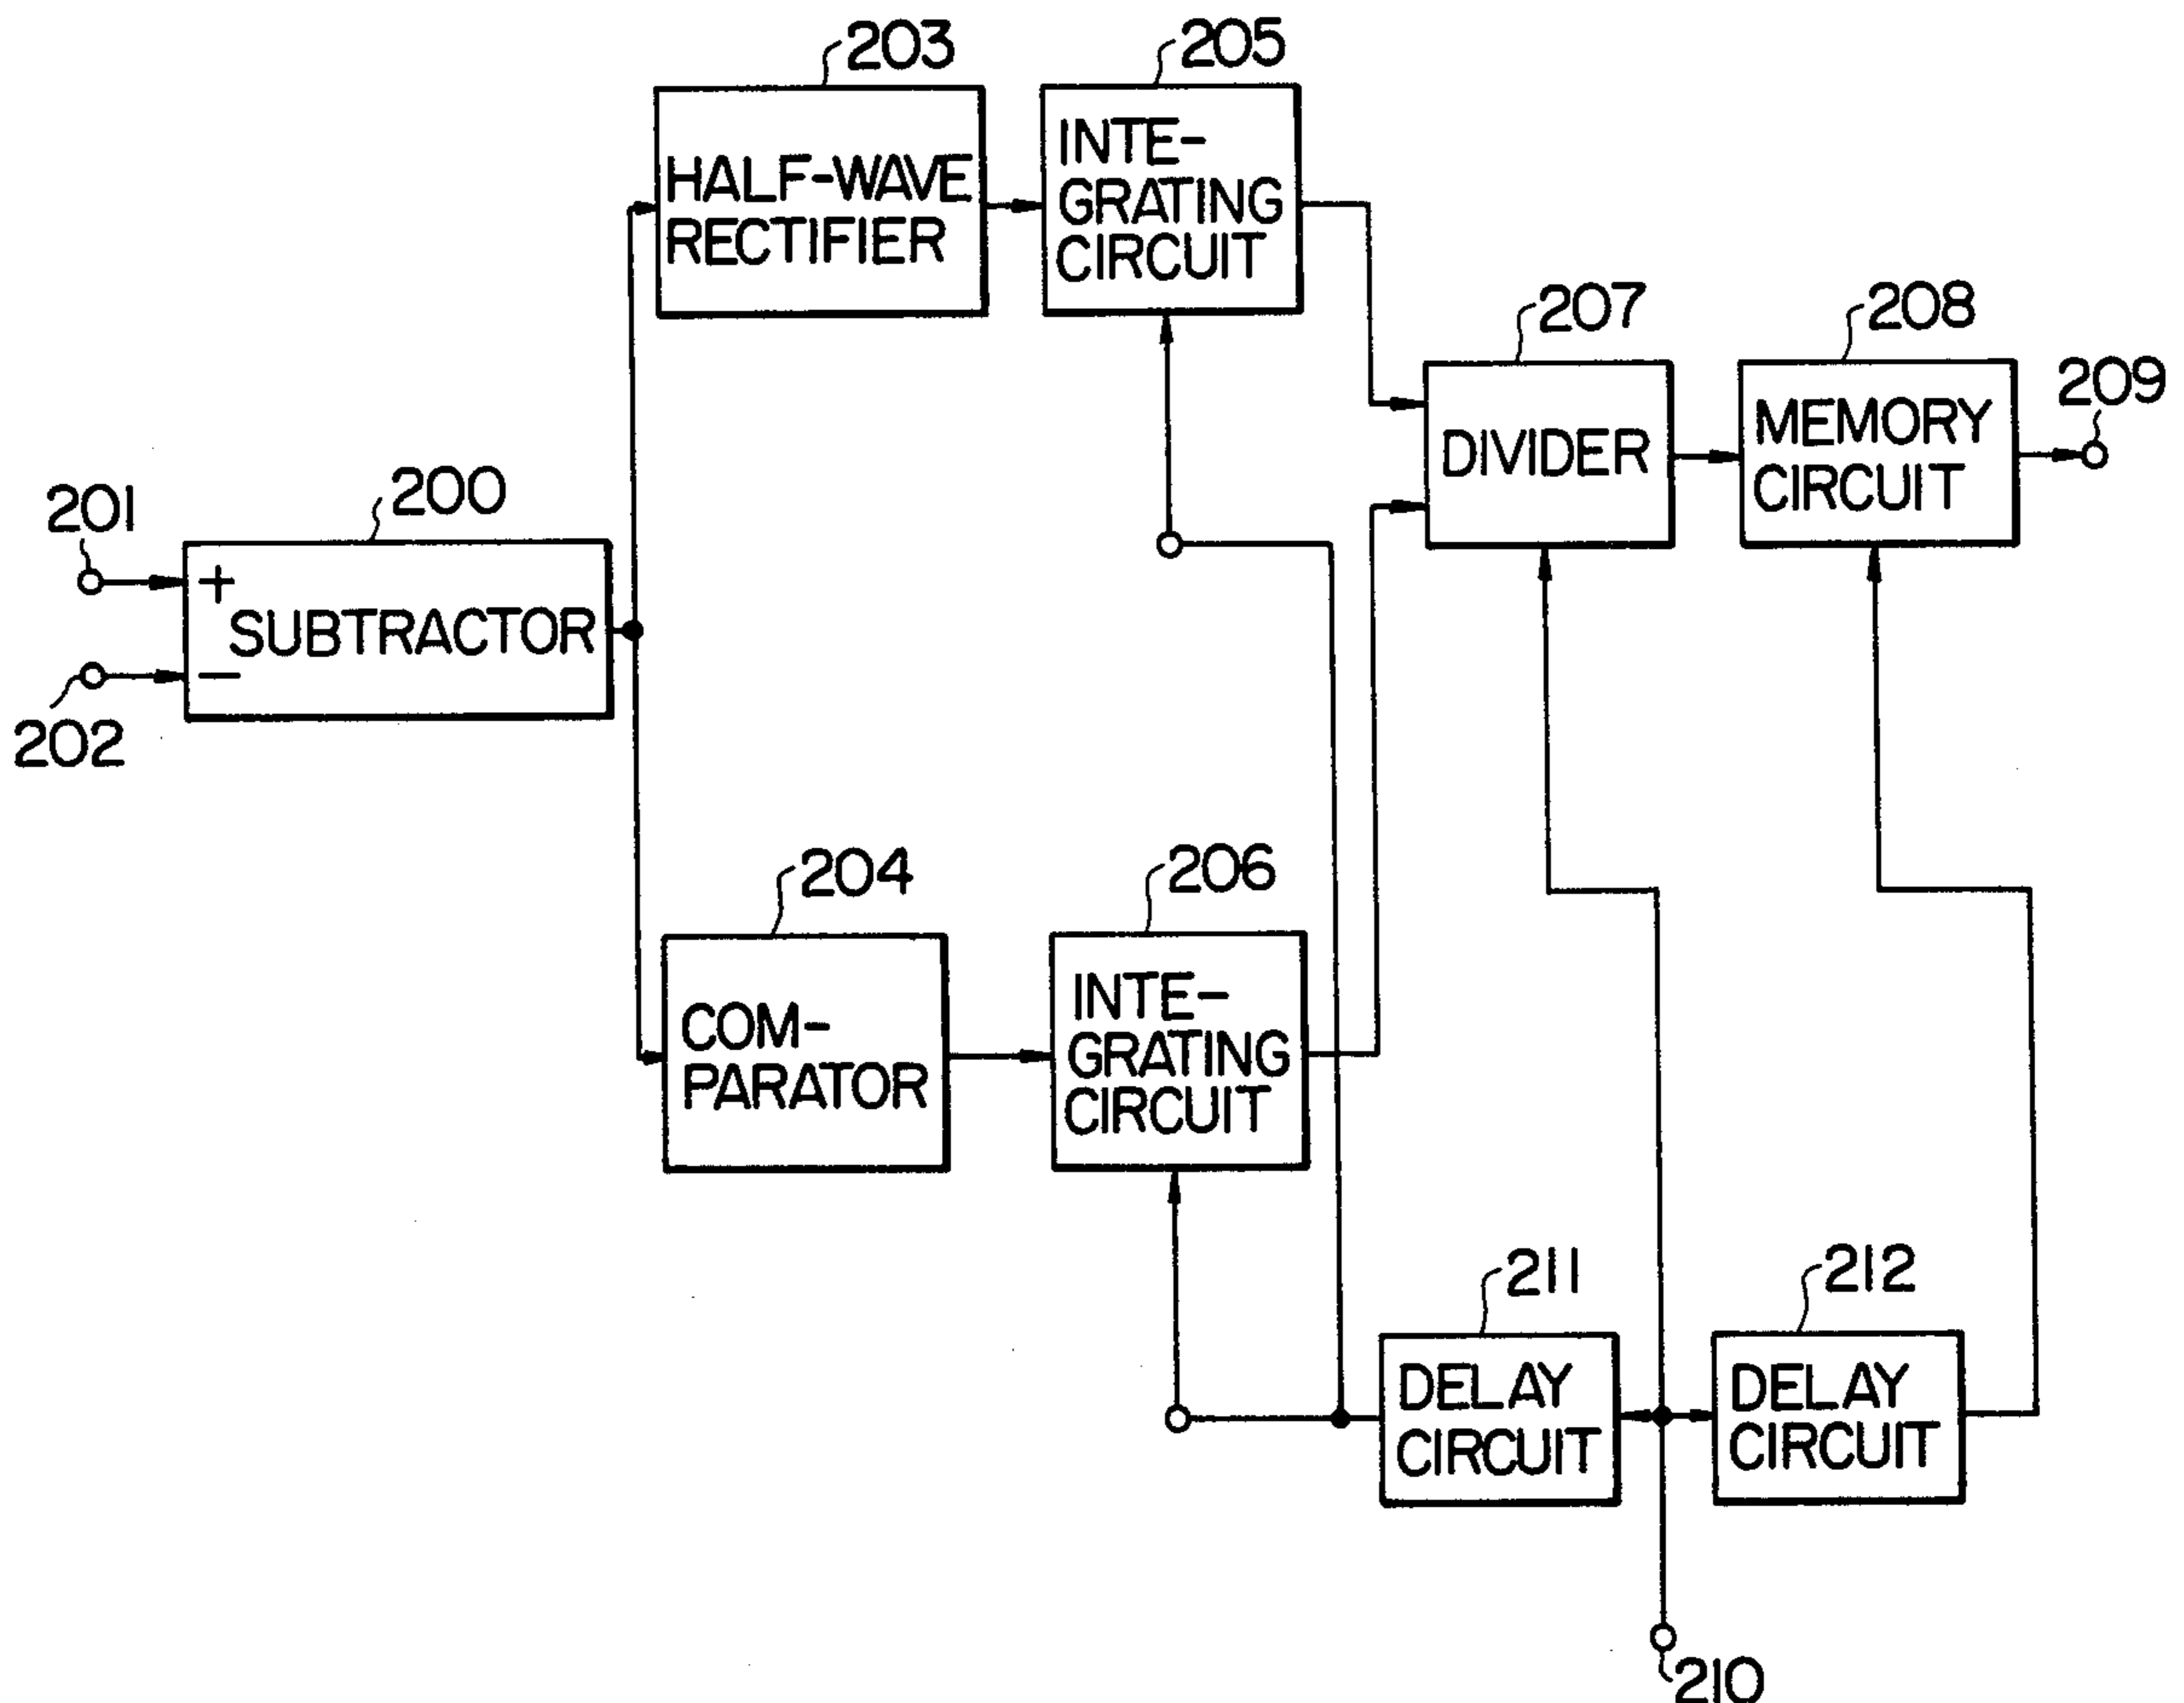 203
205
HALF-WAVE
RECTIFIER
INTE-
GRATING
CIRCUIT
207
208
209
DIVIDER
MEMORY
CIRCUIT
201
200
+
SUBTRACTOR
−
202
204
206
COM-
PARATOR
INTE-
GRATING
CIRCUIT
211
212
DELAY
CIRCUIT
DELAY
CIRCUIT
210